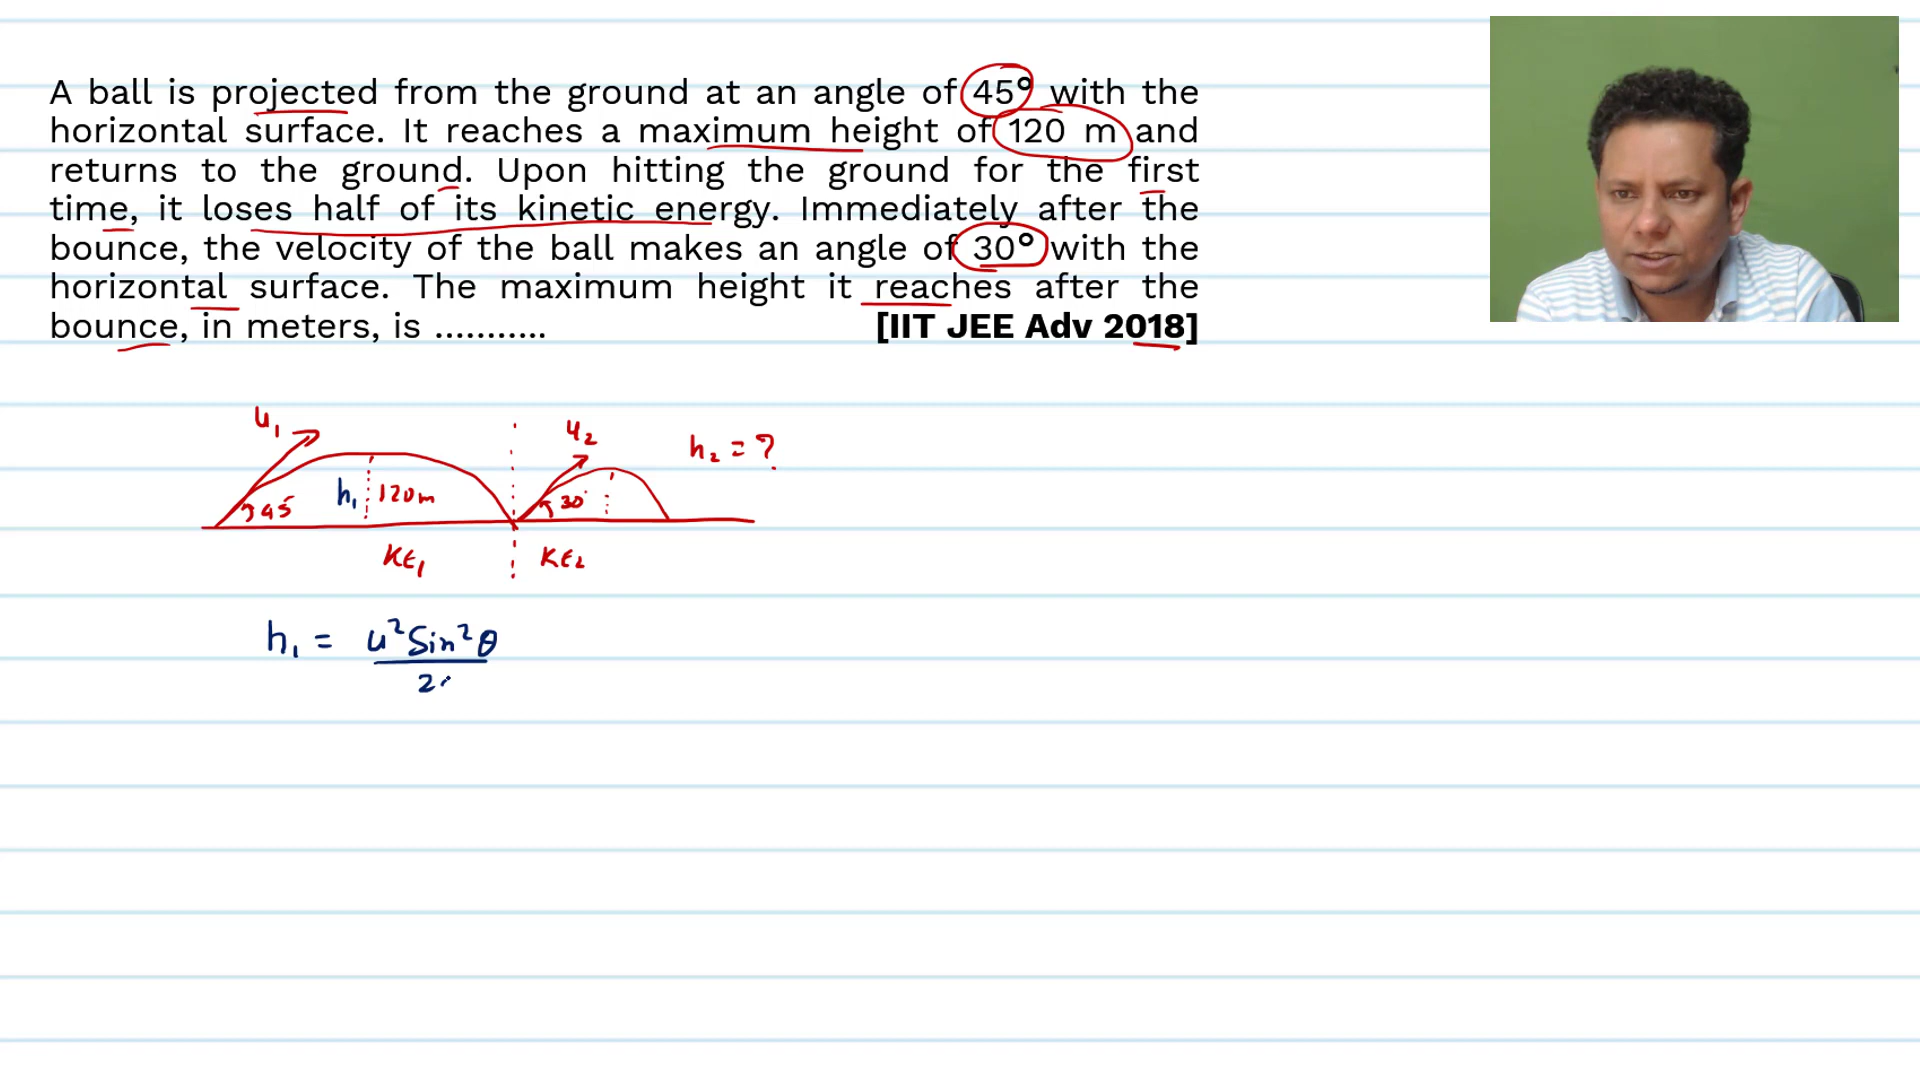 A ball is projected from the ground at an angle of 45° with the
horizontal surface. It reaches a maximum height of 120 m and
returns to the ground. Upon hitting the ground for the first
time, it loses half of its kinetic energy. Immediately after the
bounce, the velocity of the ball makes an angle of 30° with the
horizontal surface. The maximum height it reaches after the
bounce, in meters, is ........... [IIT JEE Adv 2018]
u₁ u₂ h₂ = ?
45 h₁ 120m 30°
KE₁ KE₂
h₁ = u² Sin² θ
2